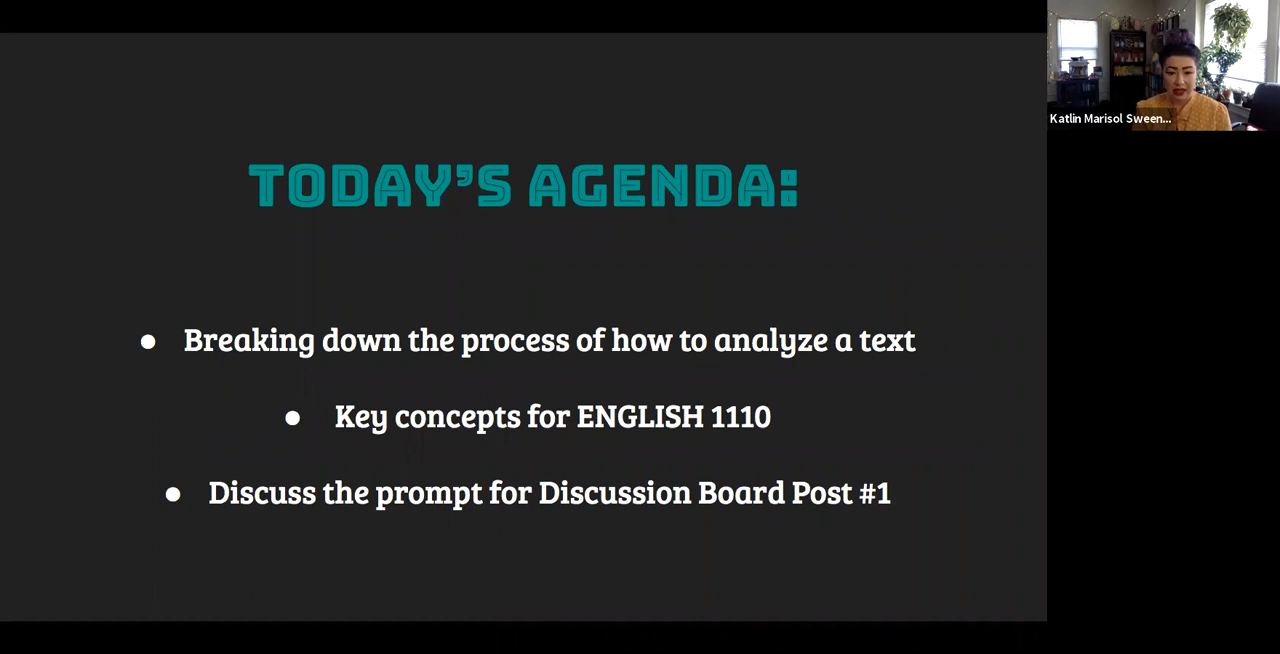 TODAY'S AGENDA:
● Breaking down the process of how to analyze a text
● Key concepts for ENGLISH 1110
● Discuss the prompt for Discussion Board Post #1
Katlin Marisol Sween...